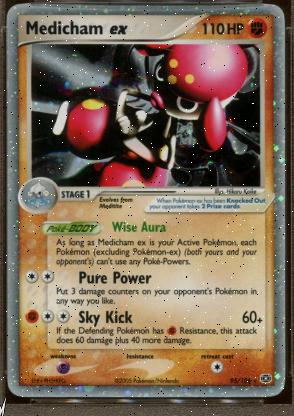 Medicham ex 110 HP
Illus. Hikaru Koike
STAGE 1
Evolves from
Meditite
When Pokémon-ex has been Knocked Out
your opponent takes 2 Prize cards.
Poké-BODY Wise Aura
As long as Medicham ex is your Active Pokémon, each
Pokémon (excluding Pokémon-ex) (both yours and your
opponent's) can't use any Poké-Powers.
Pure Power
Put 3 damage counters on your opponent's Pokémon in
any way you like.
Sky Kick 60+
If the Defending Pokémon has Resistance, this attack
does 60 damage plus 40 more damage.
weakness resistance retreat cost
©2005 Pokémon/Nintendo